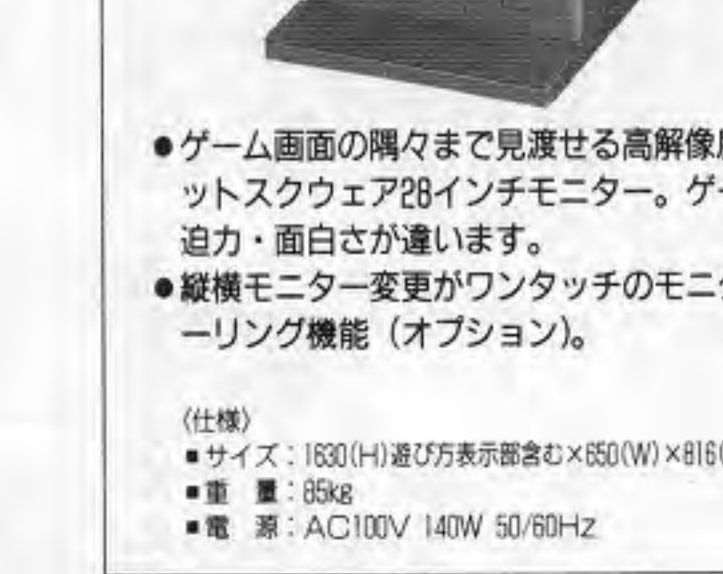 ●ゲーム画面の隅々まで見渡せる高解像
ットスクウェア28インチモニター。ゲー
迫力・面白さが違います。
●縦横モニター変更がワンタッチのモニタ
ーリング機能（オプション）。
〈仕様〉
■サイズ：1630(H)遊び方表示部含む×650(W)×816(
■重　量：85kg
■電　源：AC100V 140W 50/60Hz